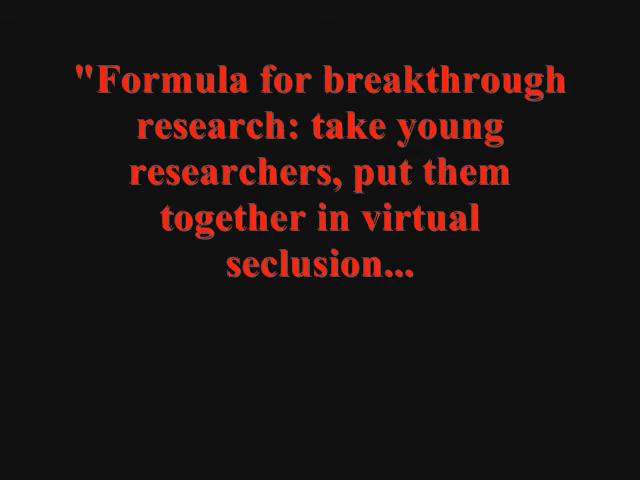 "Formula for breakthrough
research: take young
researchers, put them
together in virtual
seclusion...